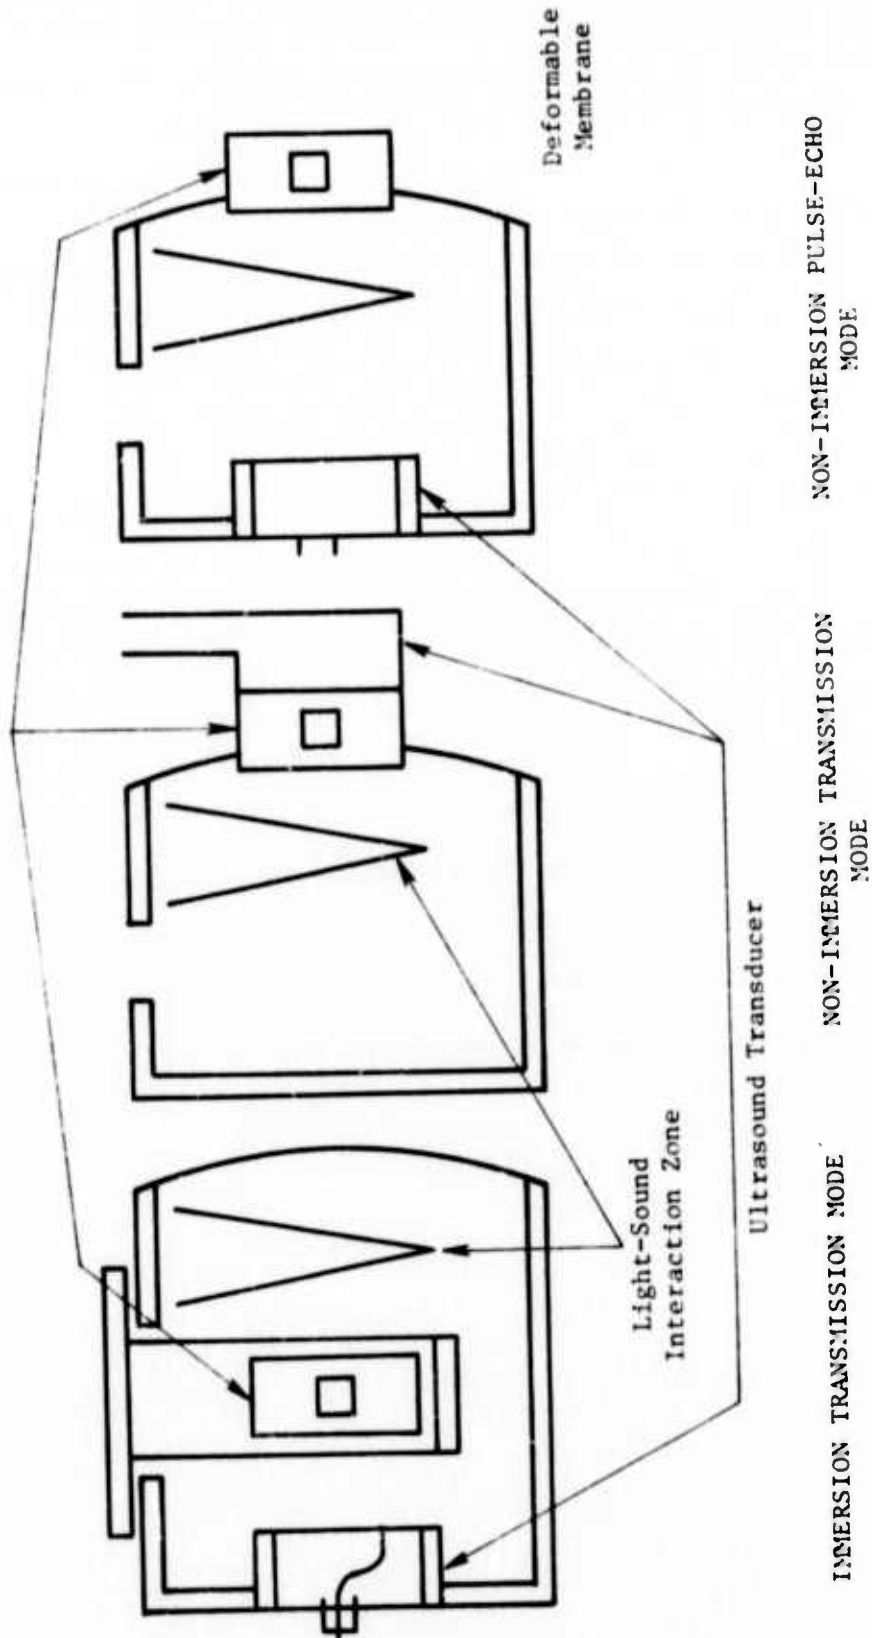 Deformable
Membrane
Light-Sound
Interaction Zone
Ultrasound Transducer
IMMERSION TRANSMISSION MODE
NON-IMMERSION TRANSMISSION
MODE
NON-IMMERSION PULSE-ECHO
MODE